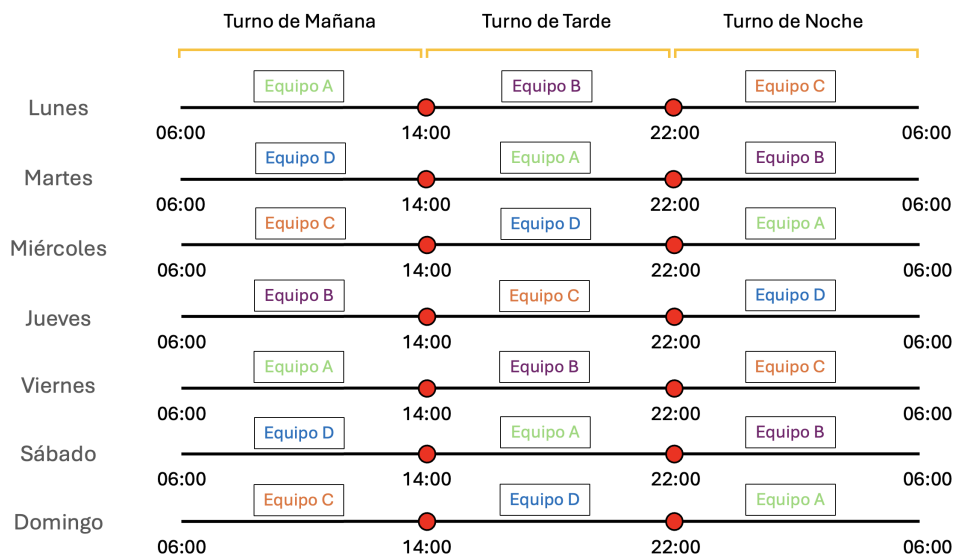 Turno de Mañana Turno de Tarde Turno de Noche
Equipo A Equipo B Equipo C
Lunes
06:00 14:00 22:00 06:00
Equipo D Equipo A Equipo B
Martes
06:00 14:00 22:00 06:00
Equipo C Equipo D Equipo A
Miércoles
06:00 14:00 22:00 06:00
Equipo B Equipo C Equipo D
Jueves
06:00 14:00 22:00 06:00
Equipo A Equipo B Equipo C
Viernes
06:00 14:00 22:00 06:00
Equipo D Equipo A Equipo B
Sábado
06:00 14:00 22:00 06:00
Equipo C Equipo D Equipo A
Domingo
06:00 14:00 22:00 06:00